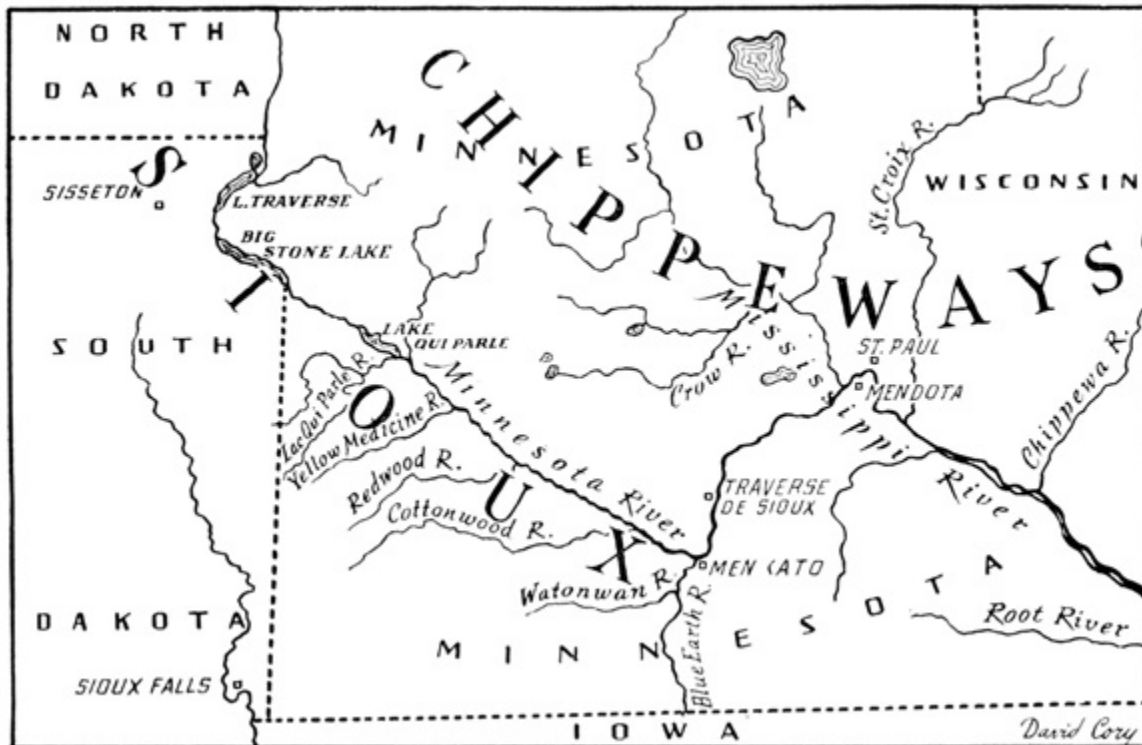 NORTH
DAKOTA
CHIPPEWAYS
MINNESOTA
St. Croix R.
WISCONSIN
SISSETON
L. TRAVERSE
BIG
STONE LAKE
SIOUX
SOUTH
LAKE
QUI PARLE
Mississippi River
ST. PAUL
MENDOTA
Crow R.
Chippewa R.
Lac Qui Parle R.
Minnesota River
Yellow Medicine R.
Redwood R.
Cottonwood R.
TRAVERSE
DE SIOUX
MEN KATO
Watonwan R.
Blue Earth R.
MINNESOTA
Root River
DAKOTA
SIOUX FALLS
IOWA
David Cory